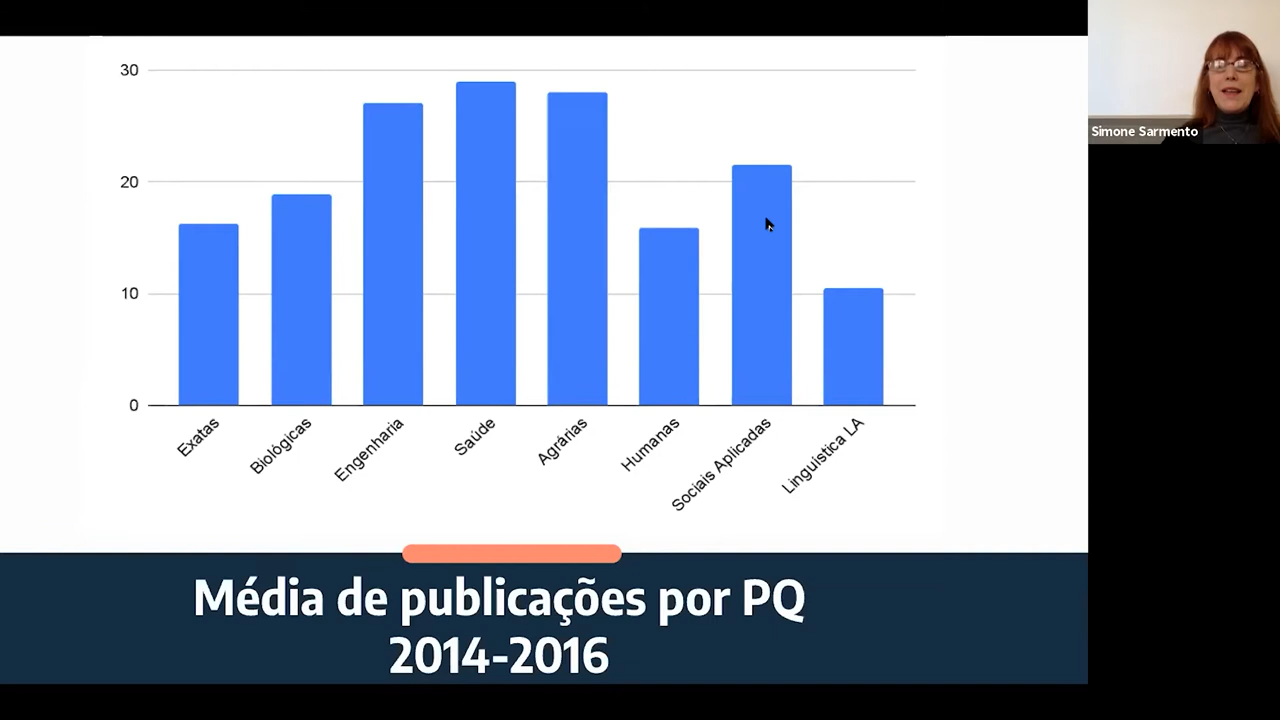 30
20
10
0
Exatas
Biológicas
Engenharia
Saúde
Agrárias
Humanas
Sociais Aplicadas
Linguística LA
Média de publicações por PQ
2014-2016
Simone Sarmento